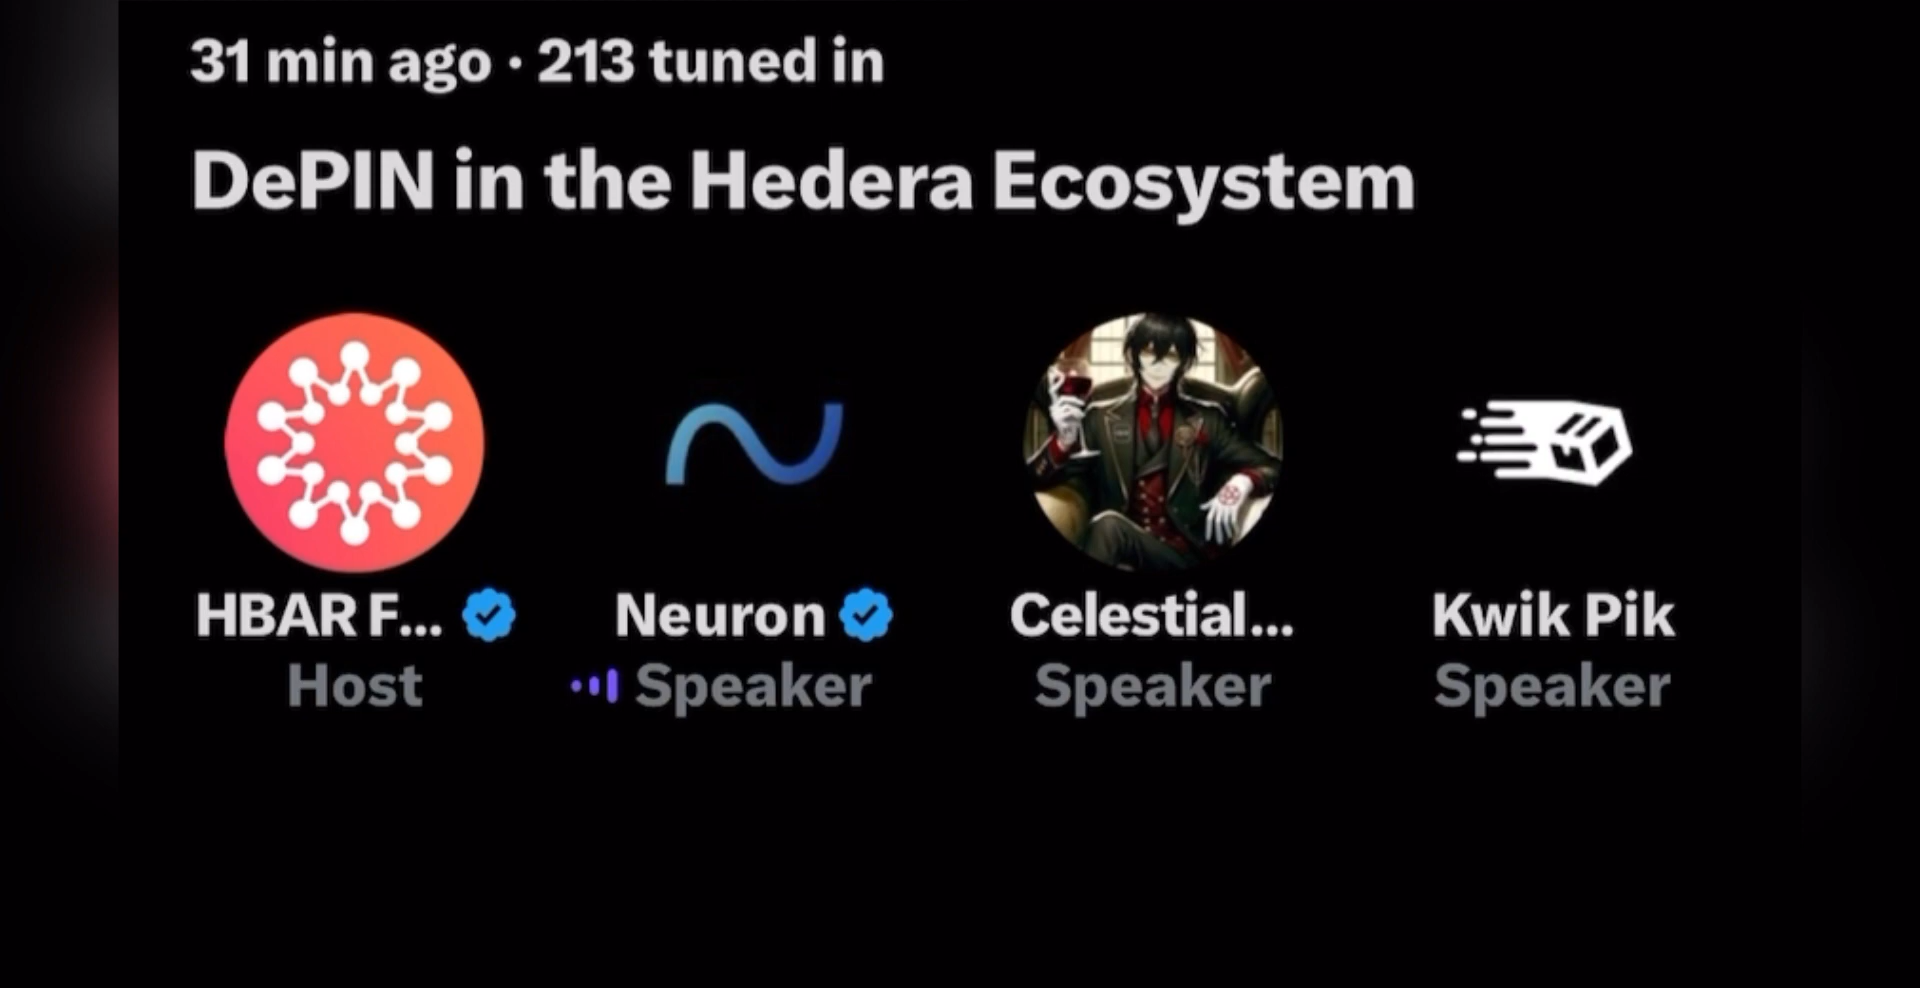 31 min ago · 213 tuned in
DePIN in the Hedera Ecosystem
HBAR F... Neuron Celestial... Kwik Pik
Host Speaker Speaker Speaker